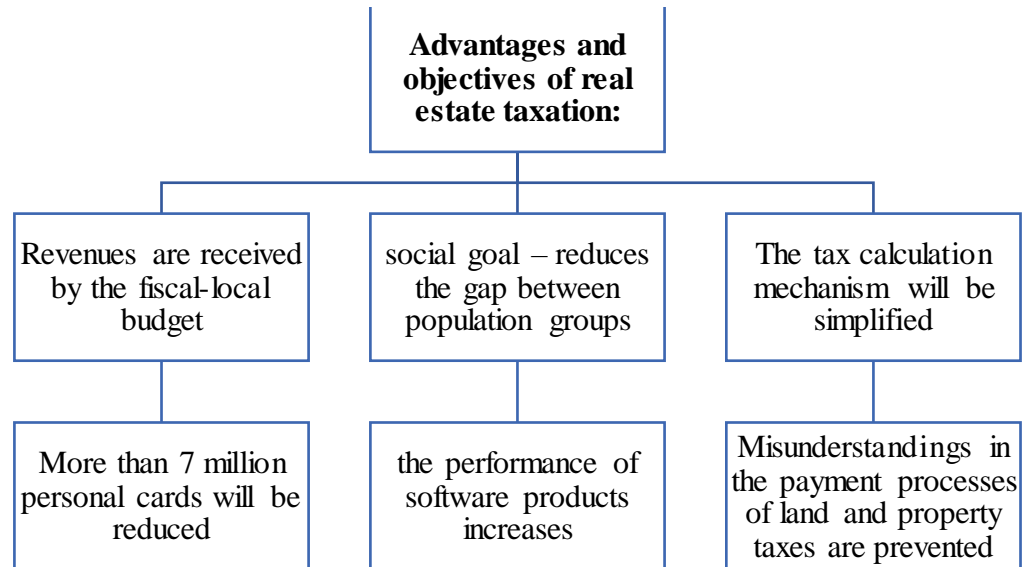 Advantages and
objectives of real
estate taxation:
Revenues are received
by the fiscal-local
budget
social goal – reduces
the gap between
population groups
The tax calculation
mechanism will be
simplified
More than 7 million
personal cards will be
reduced
the performance of
software products
increases
Misunderstandings in
the payment processes
of land and property
taxes are prevented